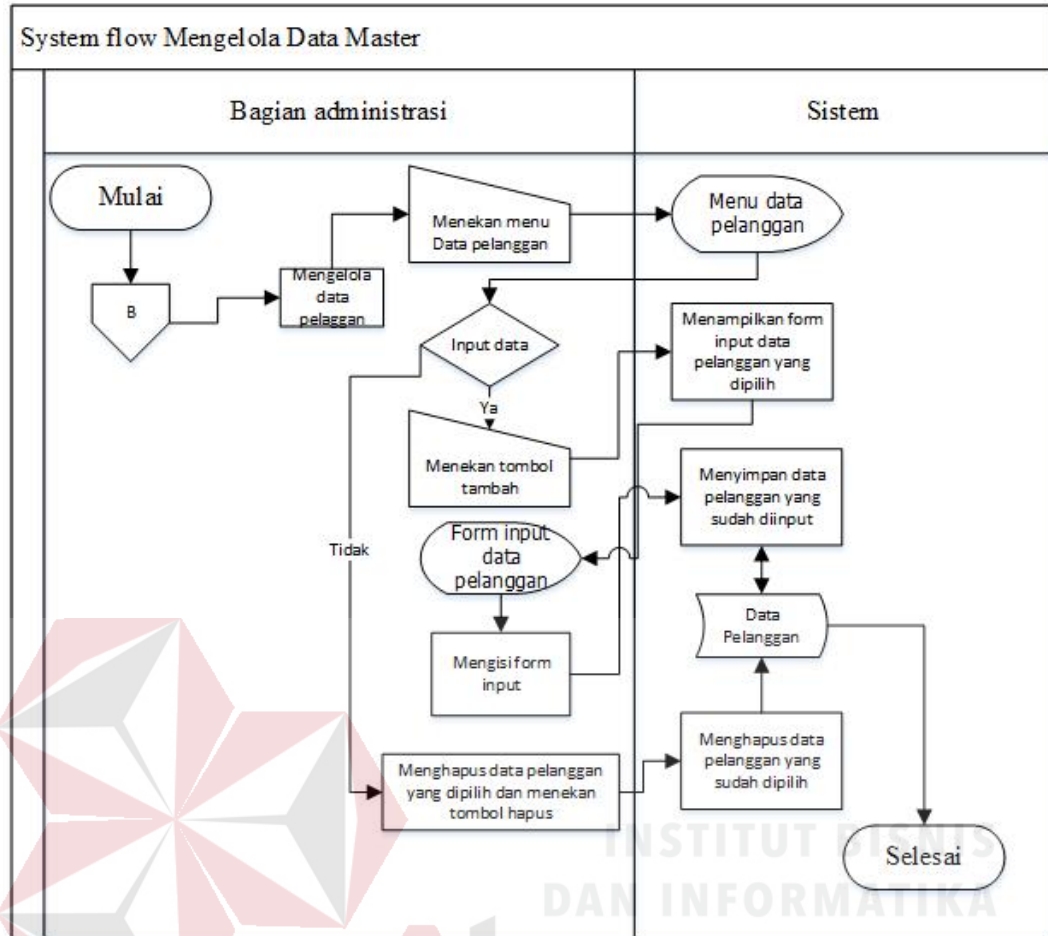 System flow Mengelola Data Master
Bagian administrasi
Sistem
Mulai
Menekan menu
Data pelanggan
Menu data
pelanggan
B
Mengelola
data
pelaggan
Input data
Menampilkan form
input data
pelanggan yang
dipilih
Ya
Menekan tombol
tambah
Menyimpan data
pelanggan yang
sudah diinput
Tidak
Form input
data
pelanggan
Data
Pelanggan
Mengisi form
input
Menghapus data pelanggan
yang dipilih dan menekan
tombol hapus
Menghapus data
pelanggan yang
sudah dipilih
Selesai
INSTITUT BISNIS
DAN INFORMATIKA